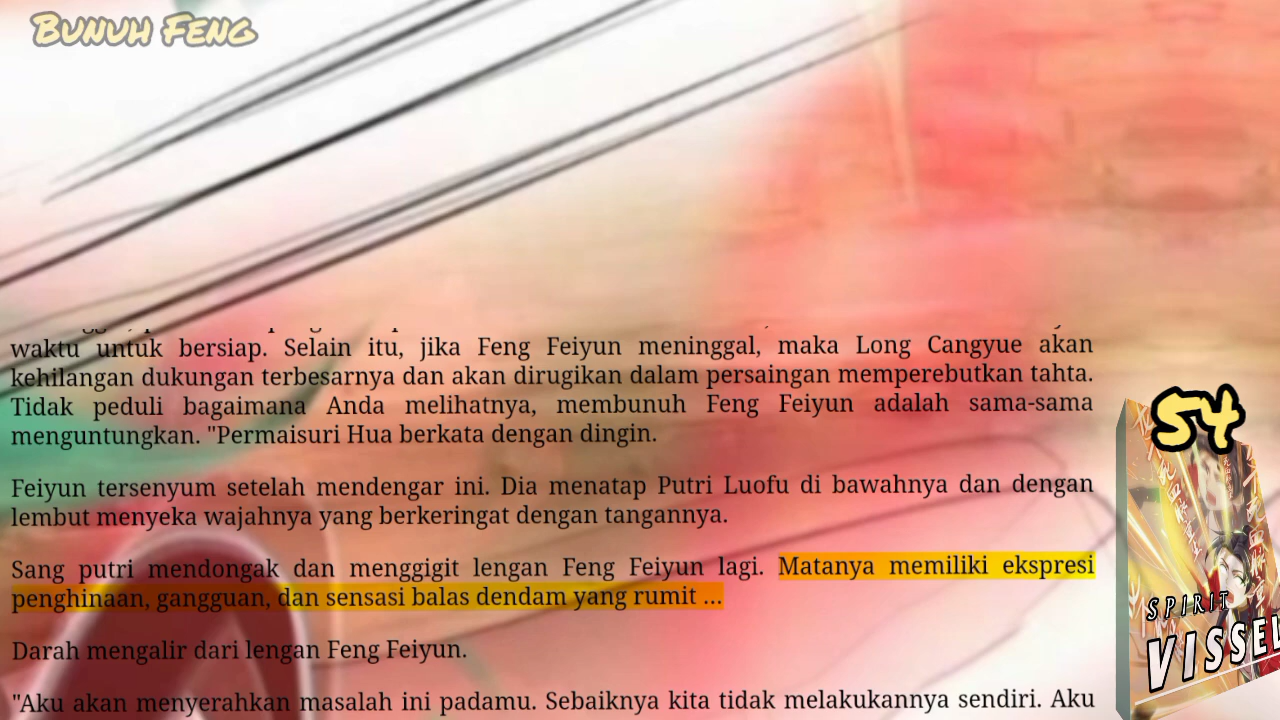 Bunuh Feng
waktu untuk bersiap. Selain itu, jika Feng Feiyun meninggal, maka Long Cangyue akan
kehilangan dukungan terbesarnya dan akan dirugikan dalam persaingan memperebutkan tahta.
Tidak peduli bagaimana Anda melihatnya, membunuh Feng Feiyun adalah sama-sama
menguntungkan. "Permaisuri Hua berkata dengan dingin.
Feiyun tersenyum setelah mendengar ini. Dia menatap Putri Luofu di bawahnya dan dengan
lembut menyeka wajahnya yang berkeringat dengan tangannya.
Sang putri mendongak dan menggigit lengan Feng Feiyun lagi. Matanya memiliki ekspresi
penghinaan, gangguan, dan sensasi balas dendam yang rumit ...
Darah mengalir dari lengan Feng Feiyun.
"Aku akan menyerahkan masalah ini padamu. Sebaiknya kita tidak melakukannya sendiri. Aku
54
SPIRIT
VISSEL